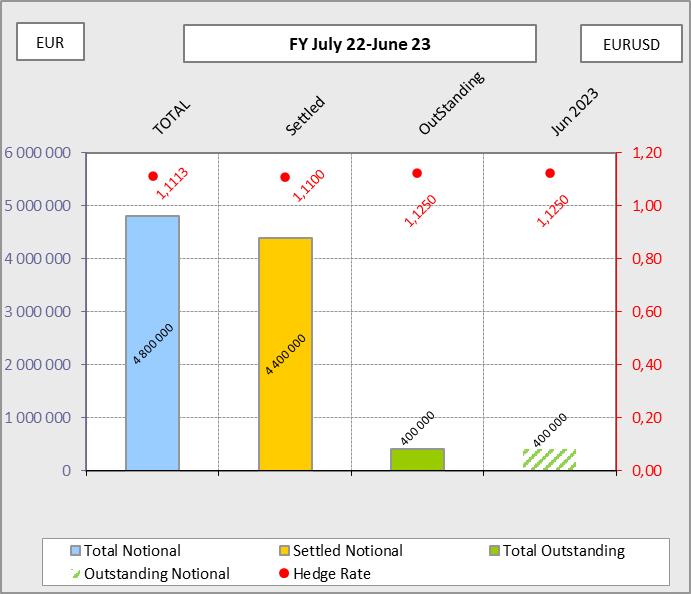 EUR
FY July 22-June 23
EURUSD
TOTAL
Settled
OutStanding
Jun 2023
6 000 000
5 000 000
4 000 000
3 000 000
2 000 000
1 000 000
0
1,1113
1,1100
1,1250
1,1250
4 800 000
4 400 000
400 000
400 000
1,20
1,00
0,80
0,60
0,40
0,20
0,00
Total Notional
Settled Notional
Total Outstanding
Outstanding Notional
Hedge Rate